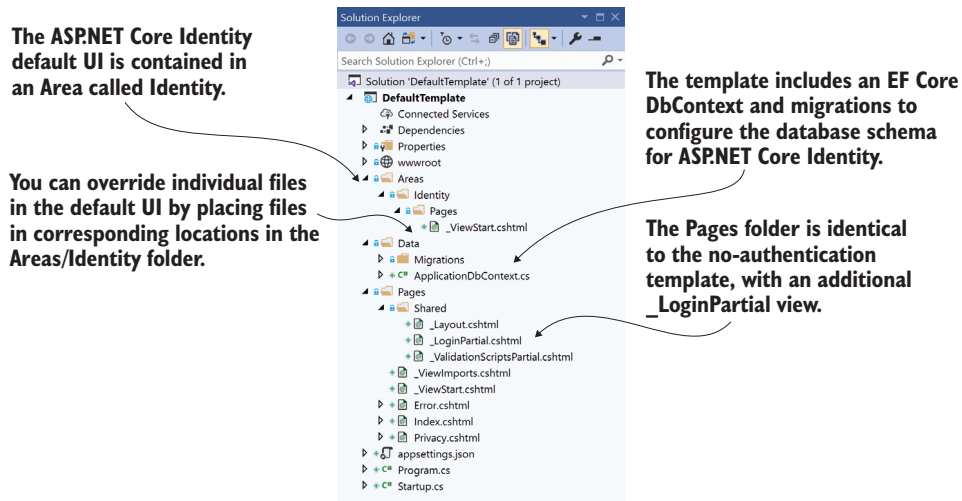 The ASP.NET Core Identity
default UI is contained in
an Area called Identity.
You can override individual files
in the default UI by placing files
in corresponding locations in the
Areas/Identity folder.
Solution Explorer
Search Solution Explorer (Ctrl+;)
Solution 'DefaultTemplate' (1 of 1 project)
DefaultTemplate
Connected Services
Dependencies
Properties
wwwroot
Areas
Identity
Pages
_ViewStart.cshtml
Data
Migrations
C# ApplicationDbContext.cs
Pages
Shared
_Layout.cshtml
_LoginPartial.cshtml
_ValidationScriptsPartial.cshtml
_ViewImports.cshtml
_ViewStart.cshtml
Error.cshtml
Index.cshtml
Privacy.cshtml
appsettings.json
C# Program.cs
C# Startup.cs
The template includes an EF Core
DbContext and migrations to
configure the database schema
for ASP.NET Core Identity.
The Pages folder is identical
to the no-authentication
template, with an additional
_LoginPartial view.